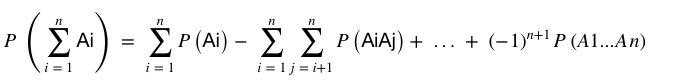 P ( ∑_{i = 1}^{n} Ai ) = ∑_{i = 1}^{n} P (Ai) − ∑_{i = 1}^{n} ∑_{j = i+1}^{n} P (AiAj) + … + (-1)^{n+1} P (A1...An)